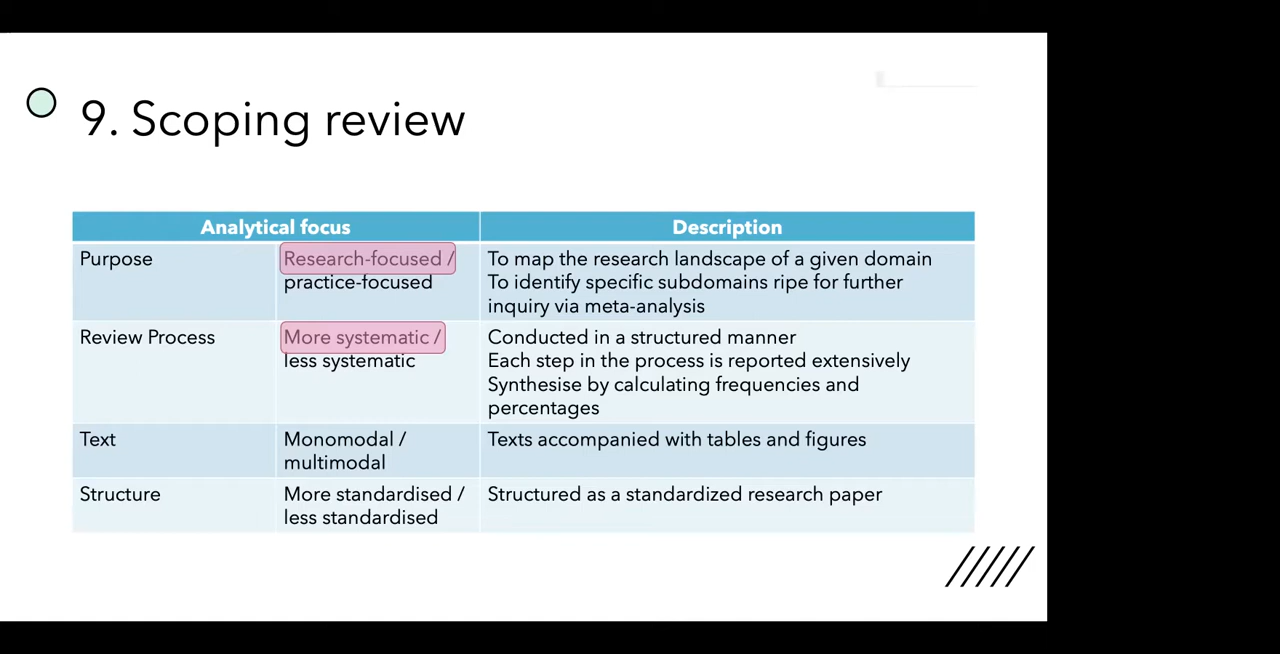 9. Scoping review
Analytical focus
Description
Purpose
Research-focused /
practice-focused
To map the research landscape of a given domain
To identify specific subdomains ripe for further
inquiry via meta-analysis
Review Process
More systematic /
less systematic
Conducted in a structured manner
Each step in the process is reported extensively
Synthesise by calculating frequencies and
percentages
Text
Monomodal /
multimodal
Texts accompanied with tables and figures
Structure
More standardised /
less standardised
Structured as a standardized research paper